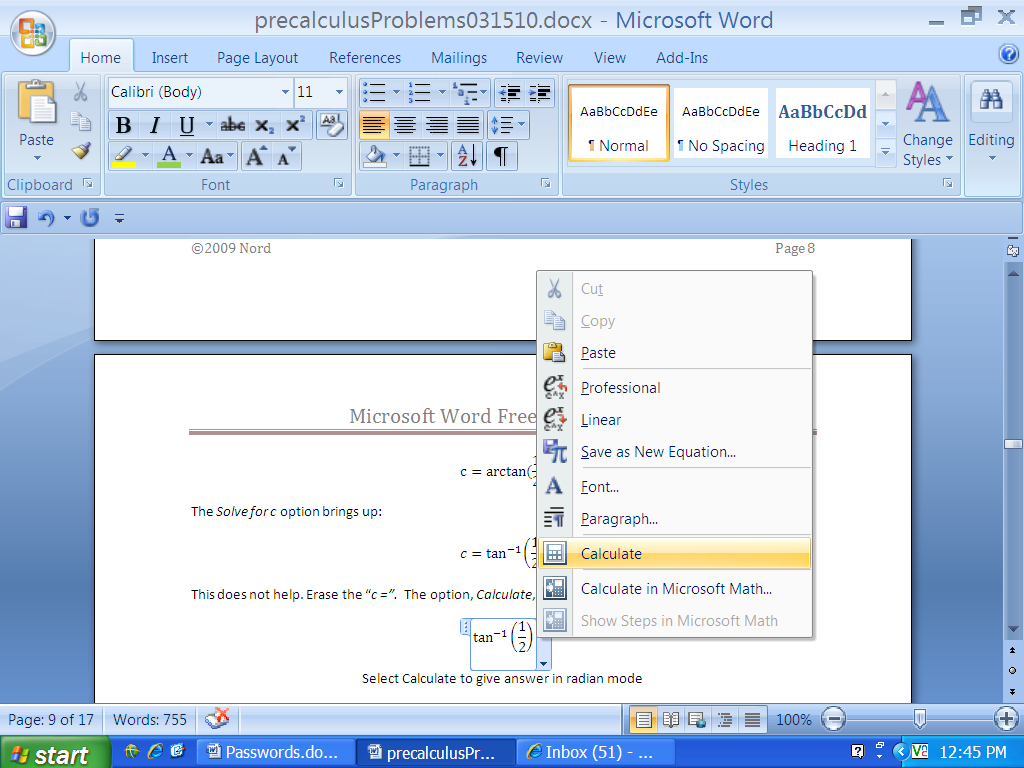 precalculusProblems031510.docx - Microsoft Word
Home Insert Page Layout References Mailings Review View Add-Ins
Calibri (Body) 11
AaBbCcDdEe AaBbCcDdEe AaBbCcDd
Paste
B I U abc X₂ X² Aa
¶ Normal ¶ No Spacing Heading 1
Change Styles
Editing
Aa A A A
A Z ¶
Clipboard Font Paragraph Styles
©2009 Nord Page 8
Cut
Copy
Paste
Professional
Linear
Save as New Equation...
Font...
Paragraph...
Calculate
Calculate in Microsoft Math...
Show Steps in Microsoft Math
Microsoft Word Free
c = arctan(
The Solve for c option brings up:
c = tan⁻¹(
This does not help. Erase the “c =”. The option, Calculate,
tan⁻¹(1/2)
Select Calculate to give answer in radian mode
Page: 9 of 17 Words: 755 100%
start Passwords.do... precalculusPr... Inbox (51) - ... 12:45 PM